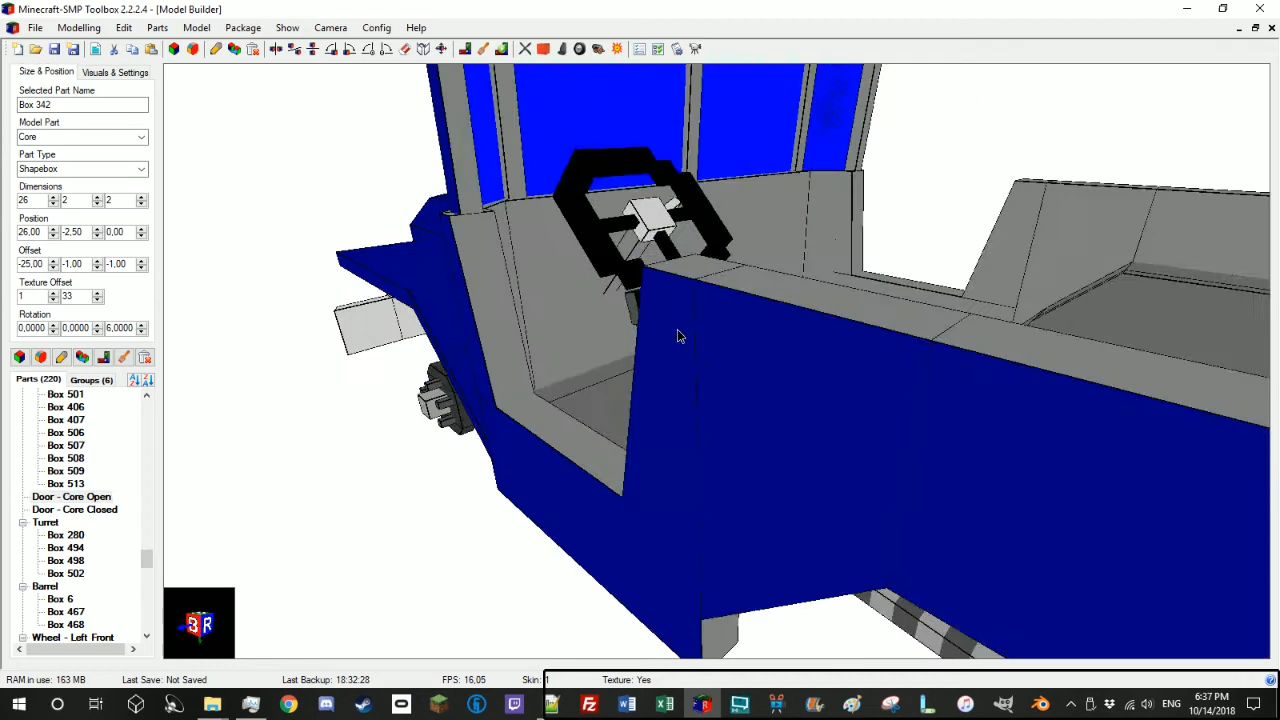 Minecraft-SMP Toolbox 2.2.2.4 - [Model Builder]
File Modelling Edit Parts Model Package Show Camera Config Help
Size & Position Visuals & Settings
Selected Part Name
Box 342
Model Part
Core
Part Type
Shapebox
Dimensions
26 2 2
Position
26,00 -2,50 0,00
Offset
-25,00 -1,00 -1,00
Texture Offset
1 33
Rotation
0,0000 0,0000 6,0000
Parts (220) Groups (6)
Box 501
Box 406
Box 407
Box 506
Box 507
Box 508
Box 509
Box 513
Door - Core Open
Door - Core Closed
Turret
Box 280
Box 494
Box 498
Box 502
Barrel
Box 6
Box 467
Box 468
Wheel - Left Front
B R
RAM in use: 163 MB Last Save: Not Saved Last Backup: 18:32:28 FPS: 16,05 Skin: 1 Texture: Yes
ENG
6:37 PM
10/14/2018